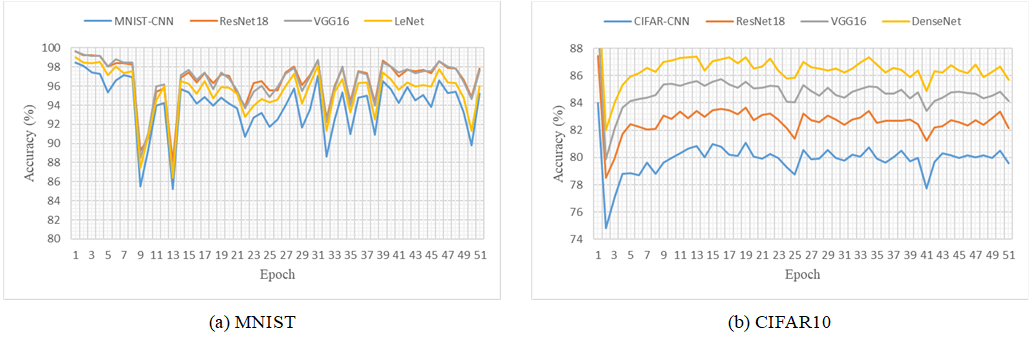 MNIST-CNN ResNet18 VGG16 LeNet
100
98
96
94
92
90
88
86
84
82
80
Accuracy (%)
1 3 5 7 9 11 13 15 17 19 21 23 25 27 29 31 33 35 37 39 41 43 45 47 49 51
Epoch
(a) MNIST
CIFAR-CNN ResNet18 VGG16 DenseNet
88
86
84
82
80
78
76
74
Accuracy (%)
1 3 5 7 9 11 13 15 17 19 21 23 25 27 29 31 33 35 37 39 41 43 45 47 49 51
Epoch
(b) CIFAR10